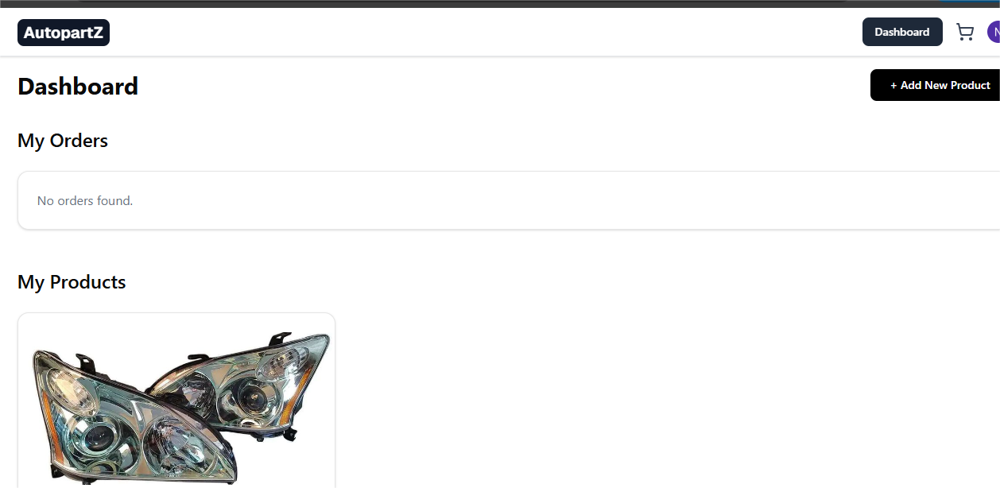 AutopartZ
Dashboard
N
Dashboard
+ Add New Product
My Orders
No orders found.
My Products